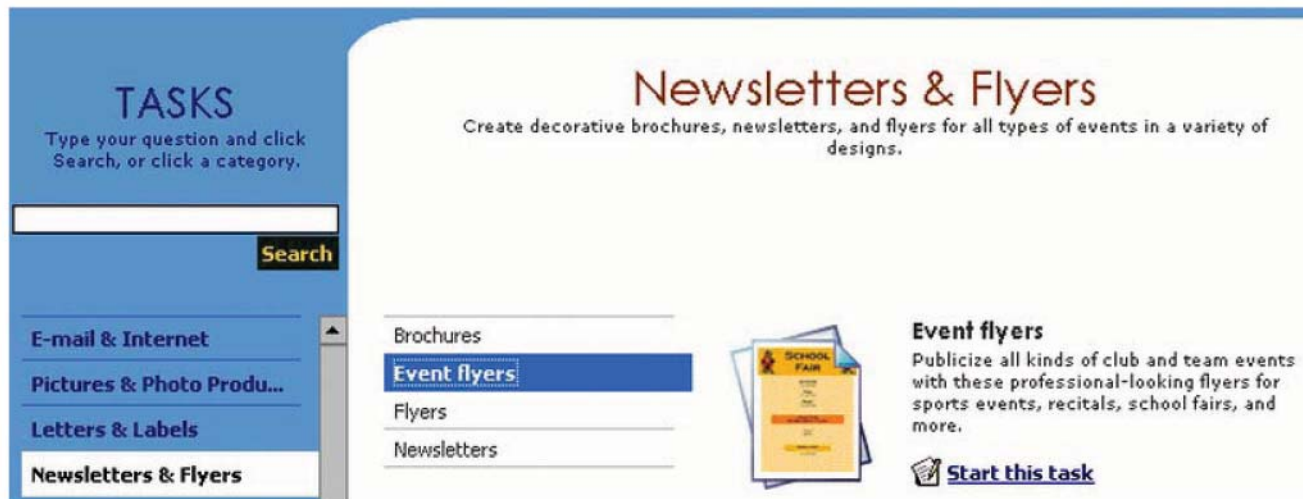 TASKS
Type your question and click
Search, or click a category.
Search
E-mail & Internet
Pictures & Photo Produ...
Letters & Labels
Newsletters & Flyers
Newsletters & Flyers
Create decorative brochures, newsletters, and flyers for all types of events in a variety of
designs.
Brochures
Event flyers
Flyers
Newsletters
SCHOOL
FAIR
Event flyers
Publicize all kinds of club and team events
with these professional-looking flyers for
sports events, recitals, school fairs, and
more.
Start this task